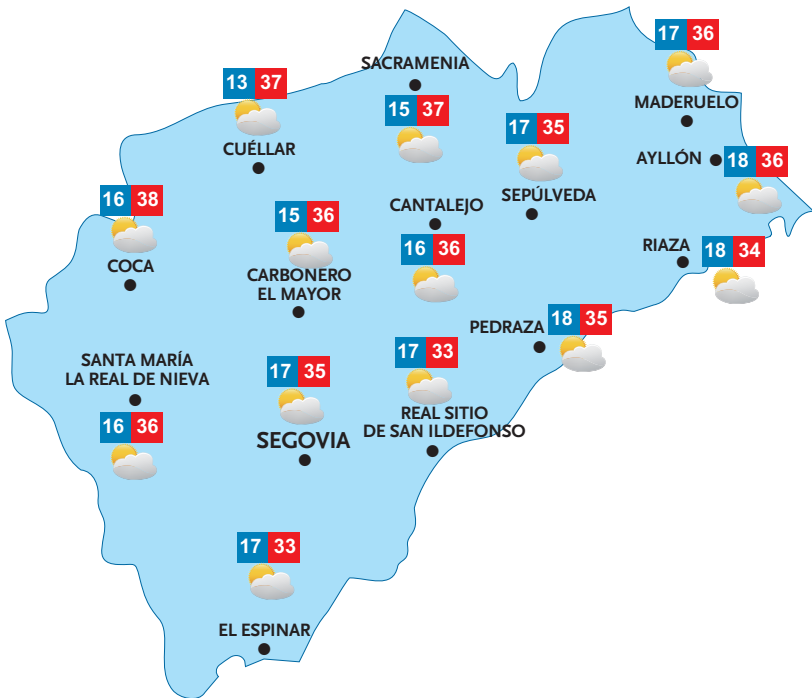 17 36
MADERUELO
SACRAMENIA
15 37
13 37
CUÉLLAR
17 35
SEPÚLVEDA
AYLLÓN
18 36
16 38
COCA
CANTALEJO
16 36
15 36
CARBONERO
EL MAYOR
RIAZA
18 34
PEDRAZA
18 35
SANTA MARÍA
LA REAL DE NIEVA
16 36
17 35
SEGOVIA
17 33
REAL SITIO
DE SAN ILDEFONSO
17 33
EL ESPINAR